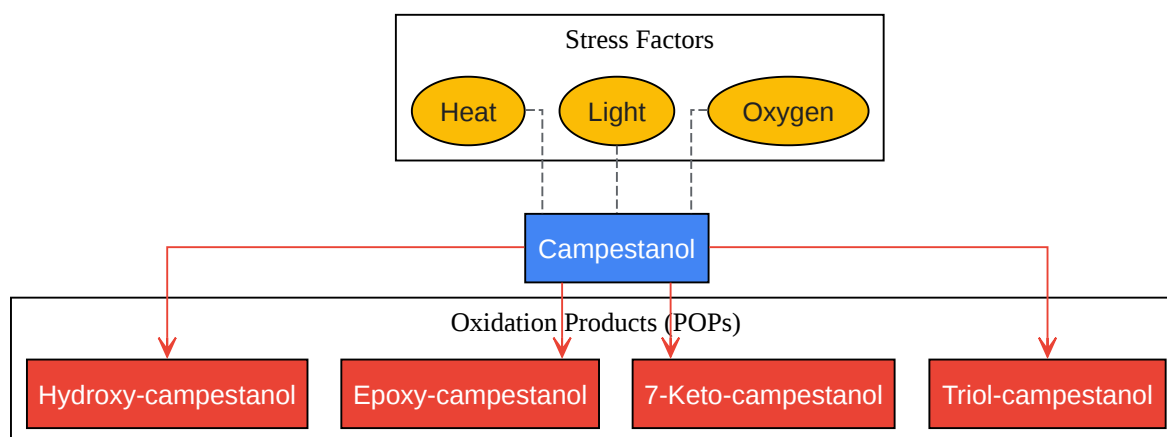 Stress Factors
Heat
Light
Oxygen
Campestanol
Oxidation Products (POPs)
Hydroxy-campestanol
Epoxy-campestanol
7-Keto-campestanol
Triol-campestanol